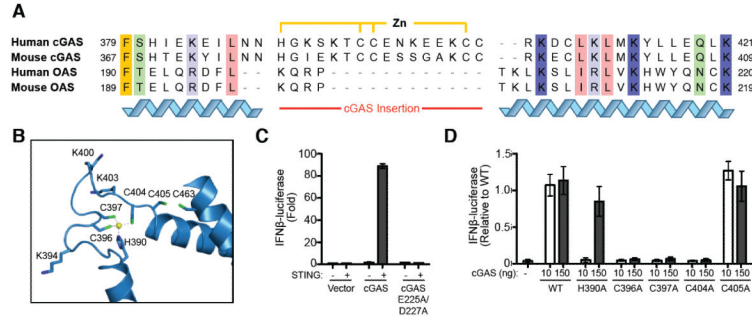 A
Zn
Human cGAS 379 F S H I E K E I L N N H G K S K T C C E N K E E K C C - - R K D C L K L M K Y L L E Q L K 421
Mouse cGAS 367 F S H T E K Y I L N N H G I E K T C C E S S G A K C C - - R K E C L K L M K Y L L E Q L K 409
Human OAS 190 F T E L Q R D F L - - K Q R P - - - - - - - - - - - - T K L K S L I R L V K H W Y Q N C K 220
Mouse OAS 189 F T E L Q R D F L - - K Q R P - - - - - - - - - - - - T K L K S L I R L V K H W Y Q L C K 219
cGAS Insertion
B
K400
K403
C404
C405
C463
C397
C396
H390
K394
C
IFNβ-luciferase
(Fold)
100
80
60
40
20
0
STING: - + - + - +
Vector cGAS cGAS
E225A/
D227A
D
IFNβ-luciferase
(Relative to WT)
1.5
1.0
0.5
0
cGAS (ng) - 10 150 10 150 10 150 10 150 10 150 10 150
WT H390A C396A C397A C404A C405A